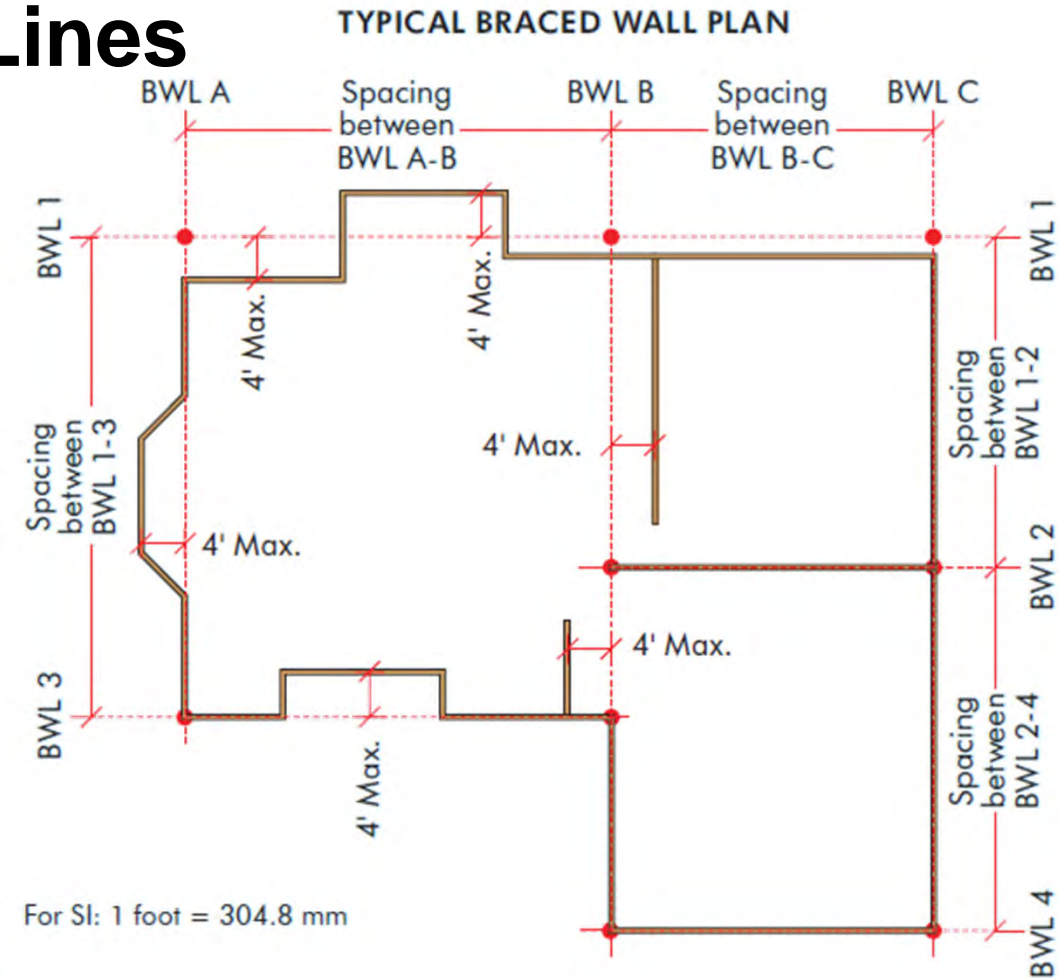 Lines
TYPICAL BRACED WALL PLAN
BWL A
Spacing
between
BWL A-B
BWL B
Spacing
between
BWL B-C
BWL C
BWL 1
BWL 1
4' Max.
4' Max.
Spacing
between
BWL 1-3
Spacing
between
BWL 1-2
4' Max.
4' Max.
BWL 2
4' Max.
BWL 3
4' Max.
Spacing
between
BWL 2-4
For SI: 1 foot = 304.8 mm
BWL 4